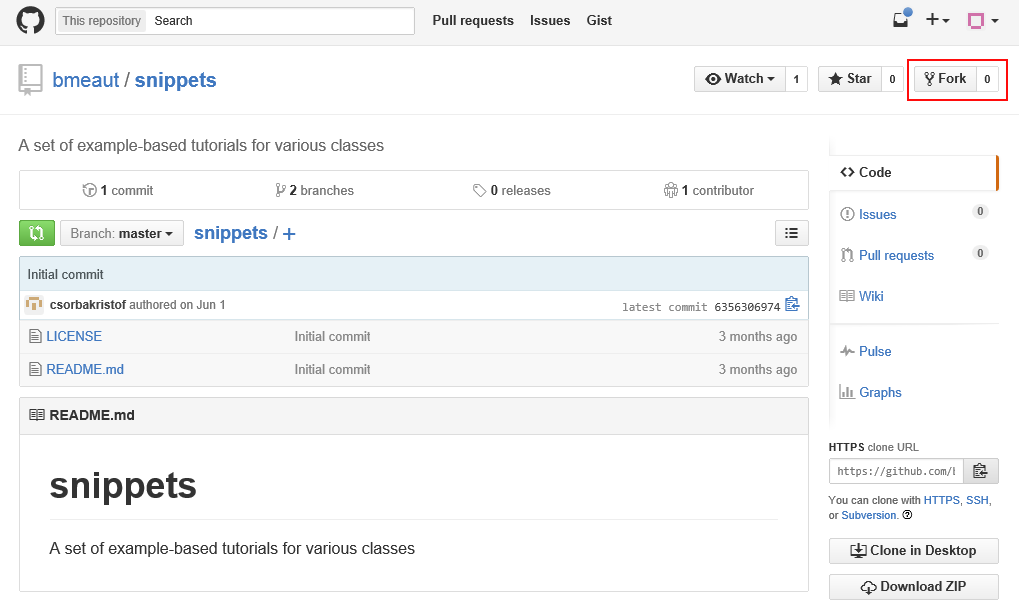 This repository Search Pull requests Issues Gist
bmeaut / snippets Watch 1 Star 0 Fork 0
A set of example-based tutorials for various classes
1 commit 2 branches 0 releases 1 contributor
Branch: master snippets / +
Initial commit
csorbakristof authored on Jun 1 latest commit 6356306974
LICENSE Initial commit 3 months ago
README.md Initial commit 3 months ago
README.md
snippets
A set of example-based tutorials for various classes
Code
Issues 0
Pull requests 0
Wiki
Pulse
Graphs
HTTPS clone URL
https://github.com/
You can clone with HTTPS, SSH,
or Subversion.
Clone in Desktop
Download ZIP